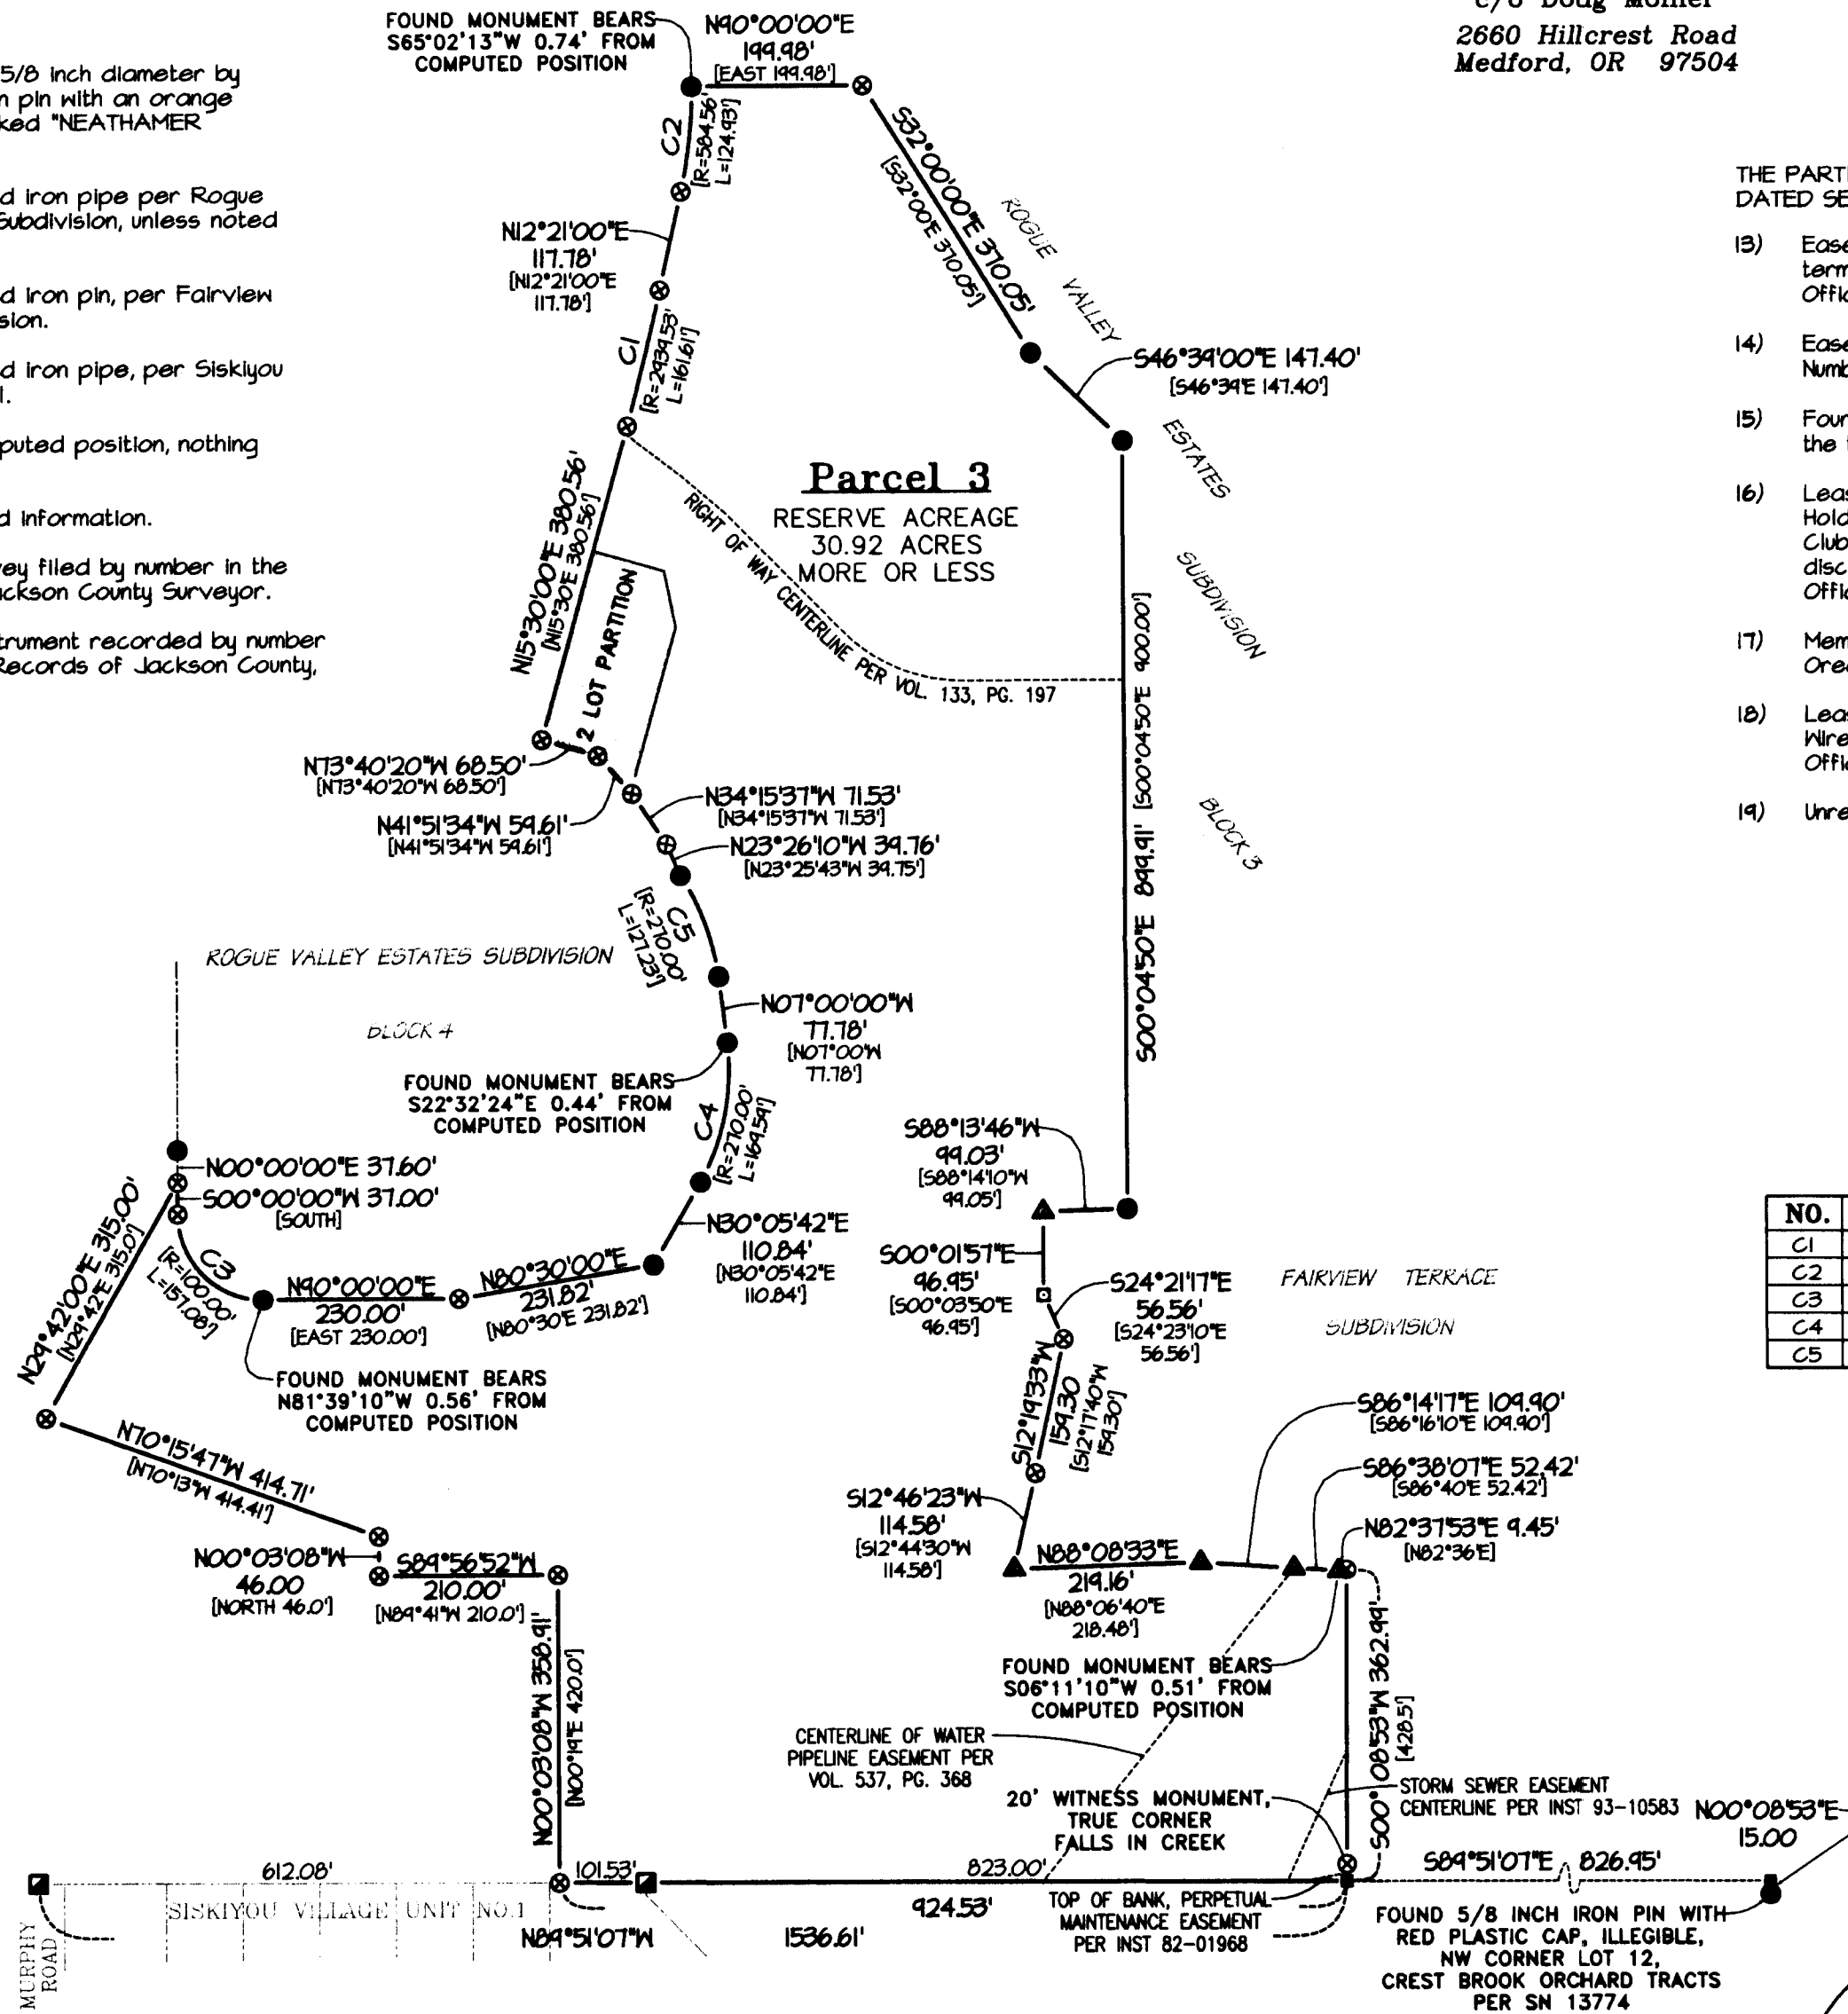 c/o Doug Moller
2660 Hillcrest Road
Medford, OR 97504
5/8 inch diameter by
pin with an orange
"NEATHAMER
iron pipe per Rogue
Subdivision, unless noted
iron pin, per Fairview
iron pipe, per Siskiyou
position, nothing
information.
filed by number in the
County Surveyor.
recorded by number
Records of Jackson County,
FOUND MONUMENT BEARS
S65°02'13"W 0.74' FROM
COMPUTED POSITION
N90°00'00"E
199.98'
[EAST 199.98']
C2
[R=584.56'
L=124.93']
S32°00'00"E 370.05'
[S32°00'E 370.05']
N12°21'00"E
117.78'
[N12°21'00"E
117.78']
C1
[R=2939.53'
L=161.61']
S46°39'00"E 147.40'
[S46°39'E 147.40']
ROGUE VALLEY
ESTATES
SUBDIVISION
BLOCK 3
Parcel 3
RESERVE ACREAGE
30.92 ACRES
MORE OR LESS
RIGHT OF WAY CENTERLINE PER VOL. 133, PG. 197
N15°30'00"E 380.56'
[N15°30'E 380.56']
2 LOT PARTITION
S00°04'50"E 899.91' [S00°04'50"E 900.00']
N73°40'20"W 68.50'
[N73°40'20"W 68.50']
N41°51'34"W 59.61'
[N41°51'34"W 59.61']
N34°15'37"W 71.53'
[N34°15'37"W 71.53']
N23°26'10"W 39.76'
[N23°25'43"W 39.75']
C5
[R=270.00'
L=127.23']
ROGUE VALLEY ESTATES SUBDIVISION
BLOCK 4
N07°00'00"W
77.78'
[N07°00'W
77.78']
FOUND MONUMENT BEARS
S22°32'24"E 0.44' FROM
COMPUTED POSITION
C4
[R=270.00'
L=169.59']
N00°00'00"E 37.60'
S00°00'00"W 37.00'
[SOUTH]
N29°42'00"E 315.00'
[N29°42'E 315.0']
C3
[R=100.00'
L=157.08']
N90°00'00"E
230.00'
[EAST 230.00']
N80°30'00"E
231.82'
[N80°30'E 231.82']
N30°05'42"E
110.84'
[N30°05'42"E
110.84']
FOUND MONUMENT BEARS
N81°39'10"W 0.56' FROM
COMPUTED POSITION
S88°13'46"W
99.03'
[S88°14'10"W
99.05']
S00°01'57"E
96.95'
[S00°03'50"E
96.95']
S24°21'17"E
56.56'
[S24°23'10"E
56.56']
FAIRVIEW TERRACE
SUBDIVISION
S12°19'33"W
159.30
[S12°17'40"W
159.30']
N70°15'47"W 414.71'
[N70°13'W 414.41']
N00°03'08"W
46.00
[NORTH 46.0']
S89°56'52"W
210.00'
[N89°41'W 210.0']
S12°46'23"W
114.58'
[S12°44'30"W
114.58']
N88°08'33"E
219.16'
[N88°06'40"E
218.48']
S86°14'17"E 109.90'
[S86°16'10"E 109.90']
S86°38'07"E 52.42'
[S86°40'E 52.42']
N82°37'53"E 9.45'
[N82°36'E]
N00°03'08"W 358.91'
[N00°19'E 420.0']
FOUND MONUMENT BEARS
S06°11'10"W 0.51' FROM
COMPUTED POSITION
S00°08'53"W 362.99'
[428.5']
CENTERLINE OF WATER
PIPELINE EASEMENT PER
VOL. 537, PG. 368
20' WITNESS MONUMENT,
TRUE CORNER
FALLS IN CREEK
STORM SEWER EASEMENT
CENTERLINE PER INST 93-10583
N00°08'53"E
15.00
612.08'
101.53'
823.00'
S89°51'07"E 826.95'
924.53'
SISKIYOU VILLAGE UNIT NO.1
MURPHY
ROAD
N89°51'07"W 1536.61'
TOP OF BANK, PERPETUAL
MAINTENANCE EASEMENT
PER INST 82-01968
FOUND 5/8 INCH IRON PIN WITH
RED PLASTIC CAP, ILLEGIBLE,
NW CORNER LOT 12,
CREST BROOK ORCHARD TRACTS
PER SN 13774
THE
DATED
13)
14)
15)
the
16)
17)
18)
19)
NO.
C1
C2
C3
C4
C5